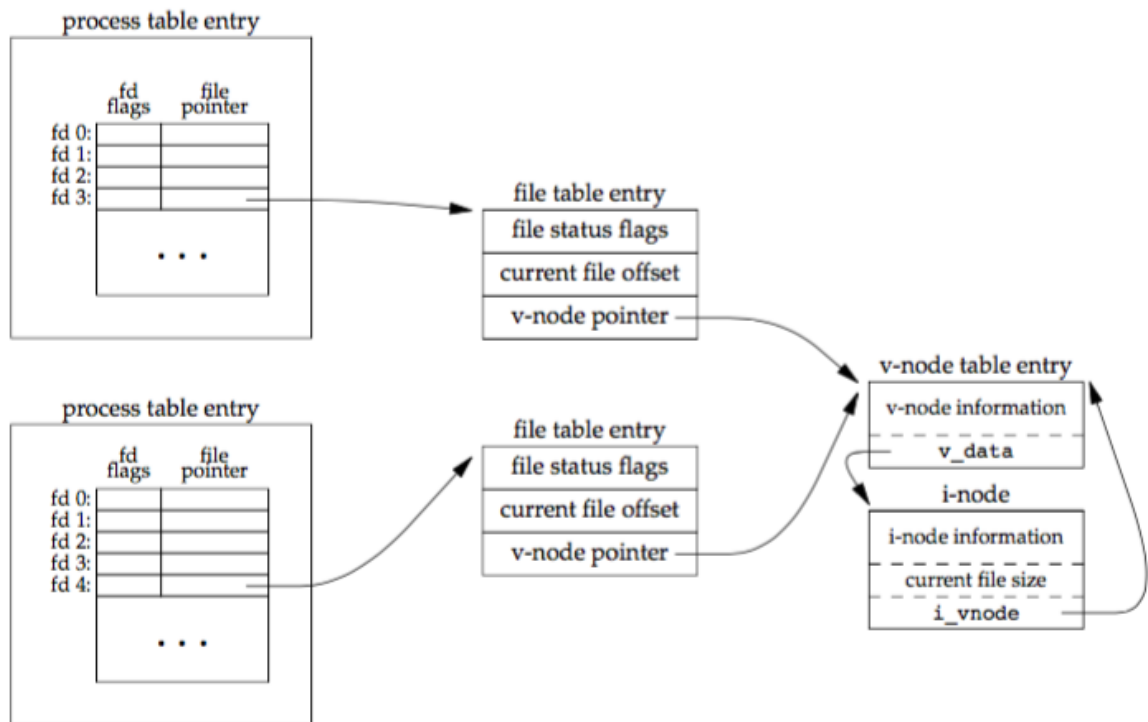 process table entry
fd
flags
file
pointer
fd 0:
fd 1:
fd 2:
fd 3:
. . .
file table entry
file status flags
current file offset
v-node pointer
process table entry
fd
flags
file
pointer
fd 0:
fd 1:
fd 2:
fd 3:
fd 4:
. . .
file table entry
file status flags
current file offset
v-node pointer
v-node table entry
v-node information
v_data
i-node
i-node information
current file size
i_vnode